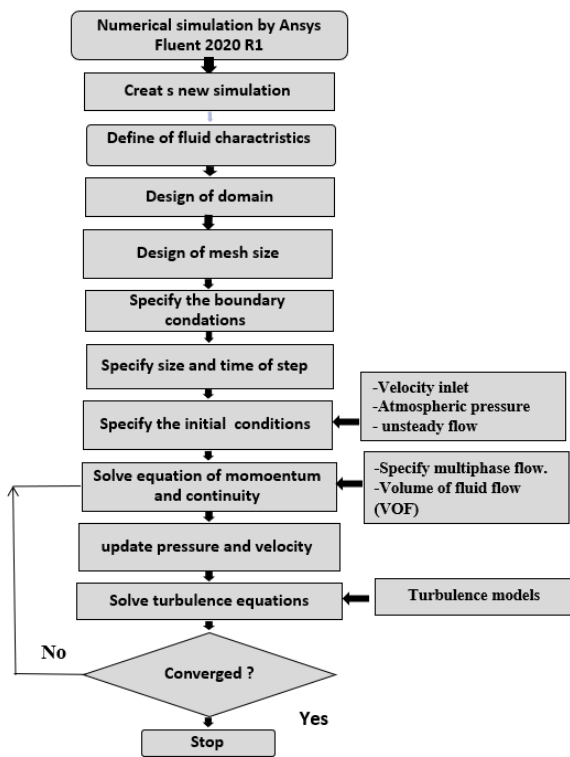 Numerical simulation by Ansys
Fluent 2020 R1
Creat s new simulation
Define of fluid charctristics
Design of domain
Design of mesh size
Specify the boundary
condations
Specify size and time of step
Specify the initial conditions
-Velocity inlet
-Atmospheric pressure
- unsteady flow
Solve equation of momoentum
and continuity
-Specify multiphase flow.
-Volume of fluid flow
(VOF)
update pressure and velocity
Solve turbulence equations
Turbulence models
No
Converged ?
Yes
Stop